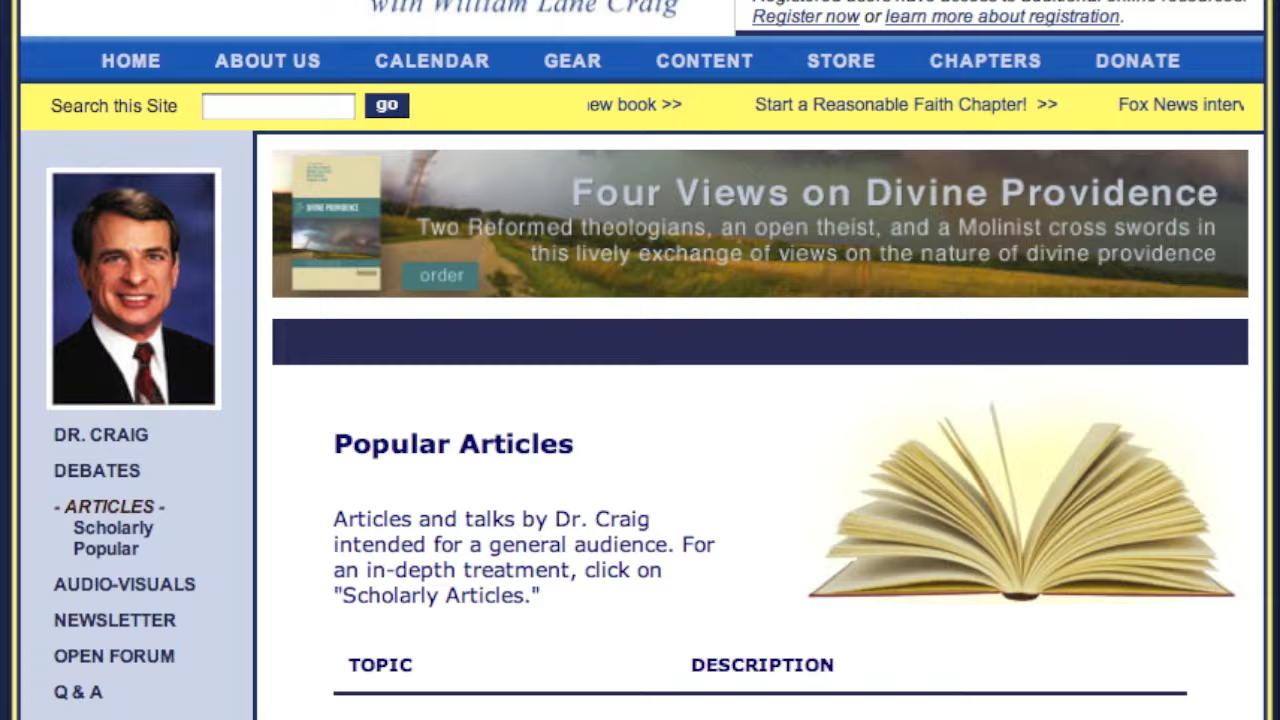 with William Lane Craig
Register now or learn more about registration.
HOME ABOUT US CALENDAR GEAR CONTENT STORE CHAPTERS DONATE
Search this Site go ew book >> Start a Reasonable Faith Chapter! >> Fox News interv
Four Views on Divine Providence
Two Reformed theologians, an open theist, and a Molinist cross swords in
this lively exchange of views on the nature of divine providence
DIVINE PROVIDENCE
order
DR. CRAIG
DEBATES
- ARTICLES -
Scholarly
Popular
AUDIO-VISUALS
NEWSLETTER
OPEN FORUM
Q & A
Popular Articles
Articles and talks by Dr. Craig
intended for a general audience. For
an in-depth treatment, click on
"Scholarly Articles."
TOPIC DESCRIPTION